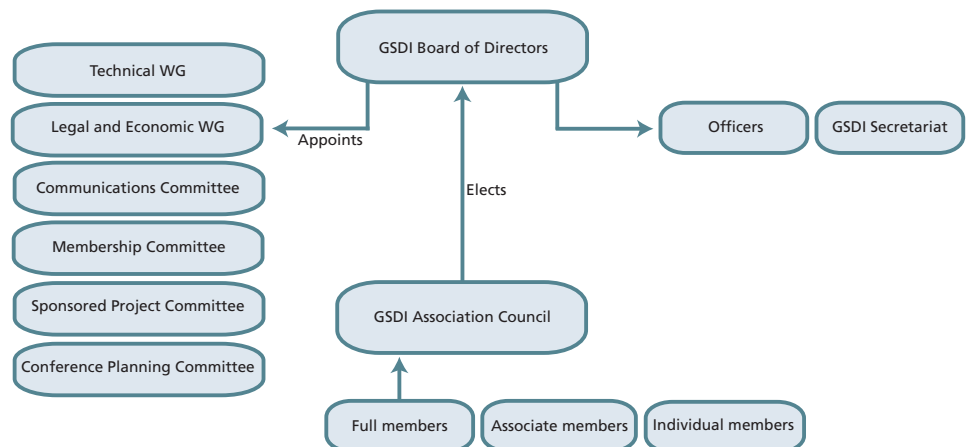 GSDI Board of Directors
Technical WG
Legal and Economic WG
Appoints
Officers
GSDI Secretariat
Communications Committee
Elects
Membership Committee
Sponsored Project Committee
GSDI Association Council
Conference Planning Committee
Full members
Associate members
Individual members